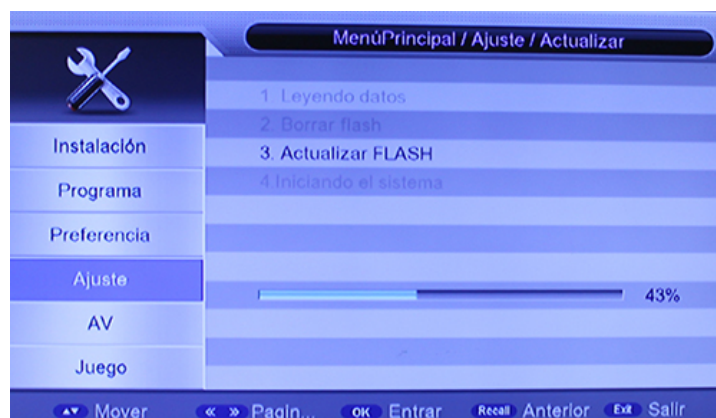 MenúPrincipal / Ajuste / Actualizar
1. Leyendo datos
2. Borrar flash
3. Actualizar FLASH
4.Iniciando el sistema
43%
Instalación
Programa
Preferencia
Ajuste
AV
Juego
Mover « » Pagin... OK Entrar Recall Anterior Exit Salir